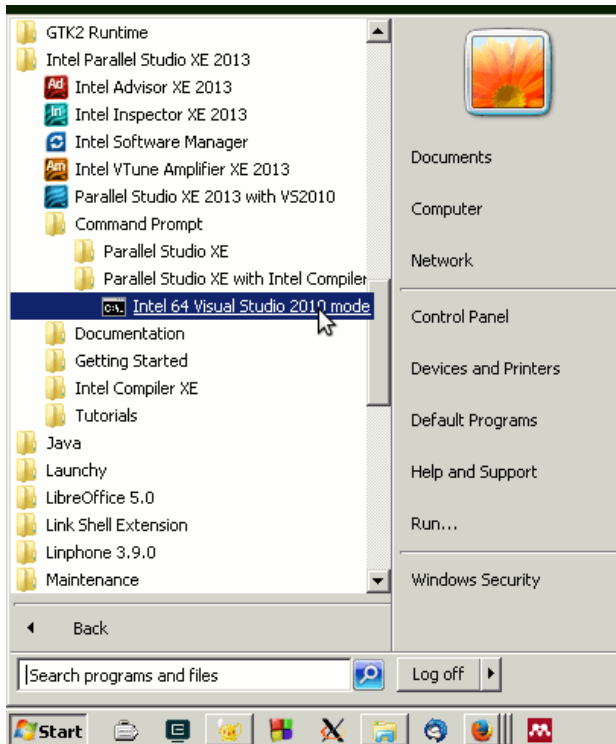 GTK2 Runtime
Intel Parallel Studio XE 2013
Ad Intel Advisor XE 2013
In Intel Inspector XE 2013
Intel Software Manager
Am Intel VTune Amplifier XE 2013
Parallel Studio XE 2013 with VS2010
Command Prompt
Parallel Studio XE
Parallel Studio XE with Intel Compiler
C:\. Intel 64 Visual Studio 2010 mode
Documentation
Getting Started
Intel Compiler XE
Tutorials
Java
Launchy
LibreOffice 5.0
Link Shell Extension
Linphone 3.9.0
Maintenance
Back
Search programs and files
Documents
Computer
Network
Control Panel
Devices and Printers
Default Programs
Help and Support
Run...
Windows Security
Log off
Start